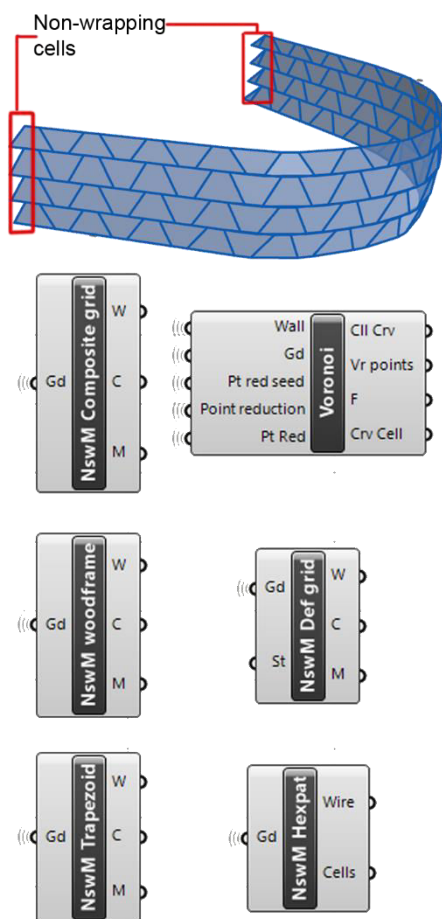 Non-wrapping
cells
Gd
NswM Composite grid
W
C
M
Wall
Gd
Pt red seed
Point reduction
Pt Red
Voronoi
Cll Crv
Vr points
F
Crv Cell
Gd
NswM woodframe
W
C
M
Gd
St
NswM Def grid
W
C
M
Gd
NswM Trapezoid
W
C
M
Gd
NswM Hexpat
Wire
Cells